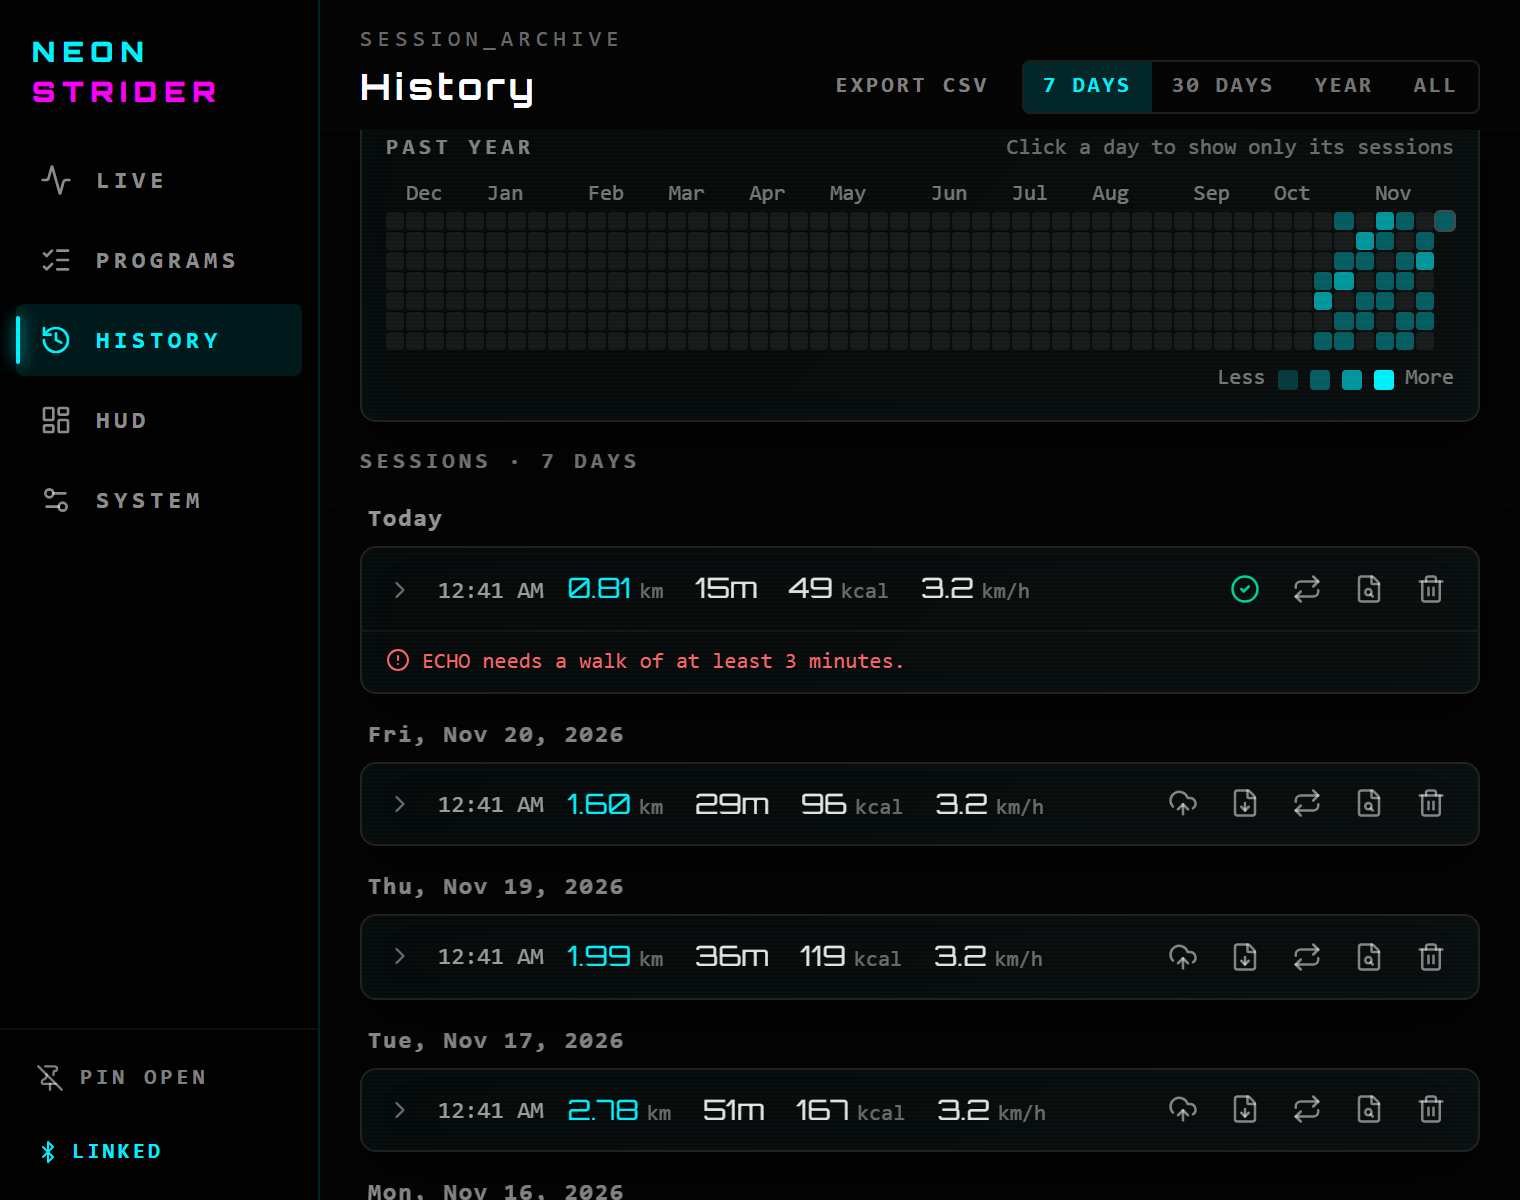 NEON
STRIDER
LIVE
PROGRAMS
HISTORY
HUD
SYSTEM
PIN OPEN
LINKED
SESSION_ARCHIVE
History
EXPORT CSV
7 DAYS
30 DAYS
YEAR
ALL
PAST YEAR
Click a day to show only its sessions
Dec Jan Feb Mar Apr May Jun Jul Aug Sep Oct Nov
Less
More
SESSIONS · 7 DAYS
Today
12:41 AM 0.81 km 15m 49 kcal 3.2 km/h
ECHO needs a walk of at least 3 minutes.
Fri, Nov 20, 2026
12:41 AM 1.60 km 29m 96 kcal 3.2 km/h
Thu, Nov 19, 2026
12:41 AM 1.99 km 36m 119 kcal 3.2 km/h
Tue, Nov 17, 2026
12:41 AM 2.78 km 51m 167 kcal 3.2 km/h
Mon, Nov 16, 2026